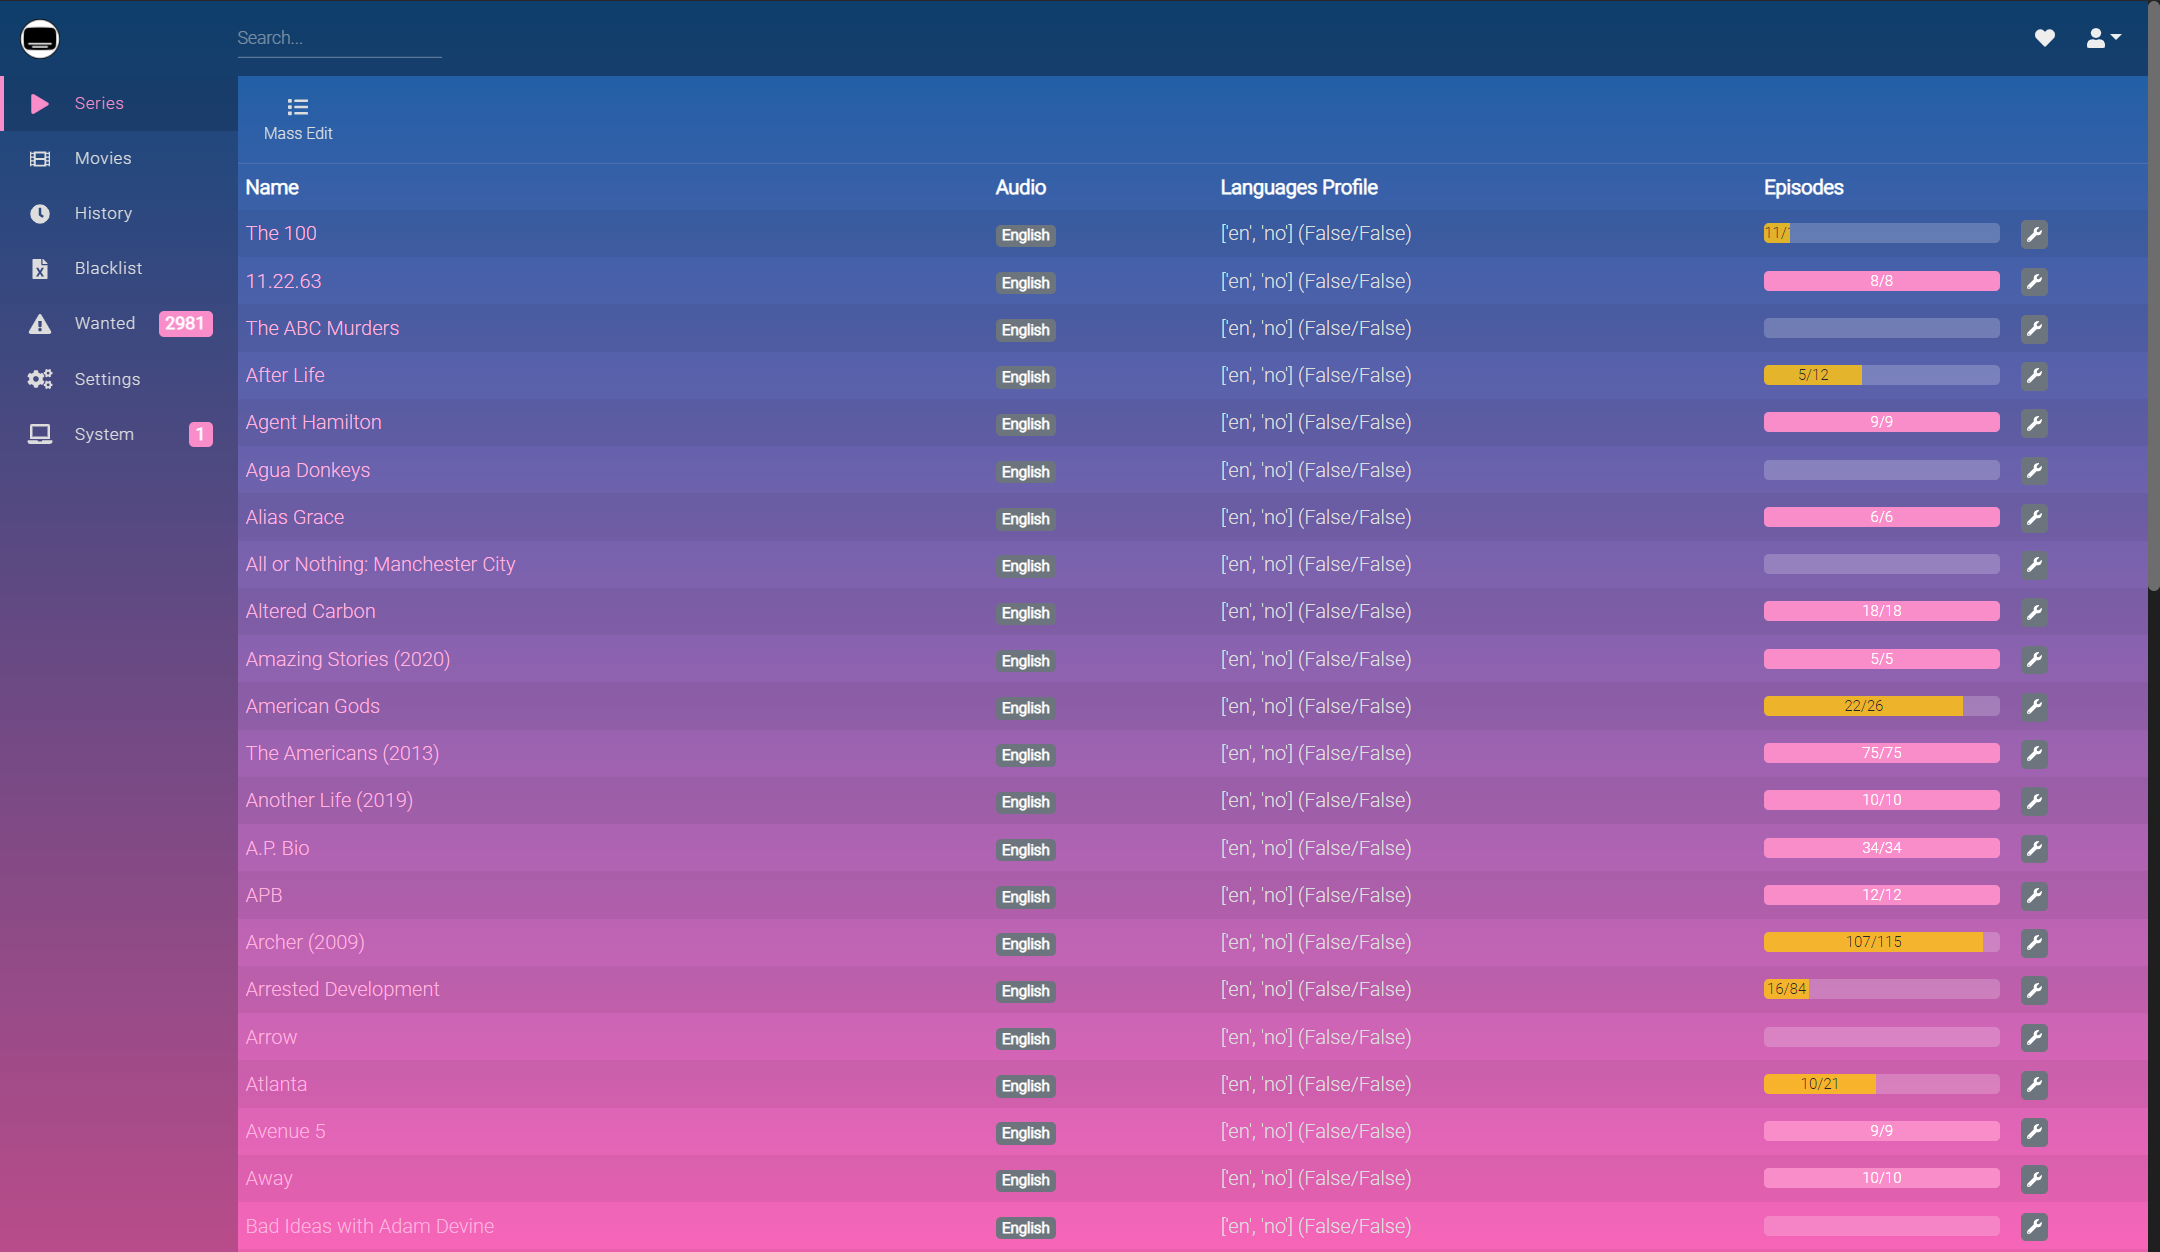 Search...
Series
Movies
History
Blacklist
Wanted 2981
Settings
System 1
Mass Edit
Name Audio Languages Profile Episodes
The 100 English ['en', 'no'] (False/False) 11/
11.22.63 English ['en', 'no'] (False/False) 8/8
The ABC Murders English ['en', 'no'] (False/False)
After Life English ['en', 'no'] (False/False) 5/12
Agent Hamilton English ['en', 'no'] (False/False) 9/9
Agua Donkeys English ['en', 'no'] (False/False)
Alias Grace English ['en', 'no'] (False/False) 6/6
All or Nothing: Manchester City English ['en', 'no'] (False/False)
Altered Carbon English ['en', 'no'] (False/False) 18/18
Amazing Stories (2020) English ['en', 'no'] (False/False) 5/5
American Gods English ['en', 'no'] (False/False) 22/26
The Americans (2013) English ['en', 'no'] (False/False) 75/75
Another Life (2019) English ['en', 'no'] (False/False) 10/10
A.P. Bio English ['en', 'no'] (False/False) 34/34
APB English ['en', 'no'] (False/False) 12/12
Archer (2009) English ['en', 'no'] (False/False) 107/115
Arrested Development English ['en', 'no'] (False/False) 16/84
Arrow English ['en', 'no'] (False/False)
Atlanta English ['en', 'no'] (False/False) 10/21
Avenue 5 English ['en', 'no'] (False/False) 9/9
Away English ['en', 'no'] (False/False) 10/10
Bad Ideas with Adam Devine English ['en', 'no'] (False/False)